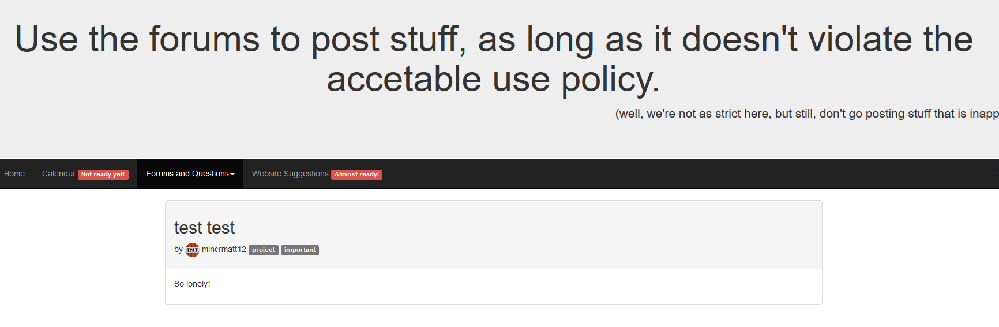 Use the forums to post stuff, as long as it doesn't violate the
accetable use policy.
(well, we're not as strict here, but still, don't go posting stuff that is inapp
Home Calendar Not ready yet! Forums and Questions Website Suggestions Almost ready!
test test
by TNT mincrmatt12 project important
So lonely!